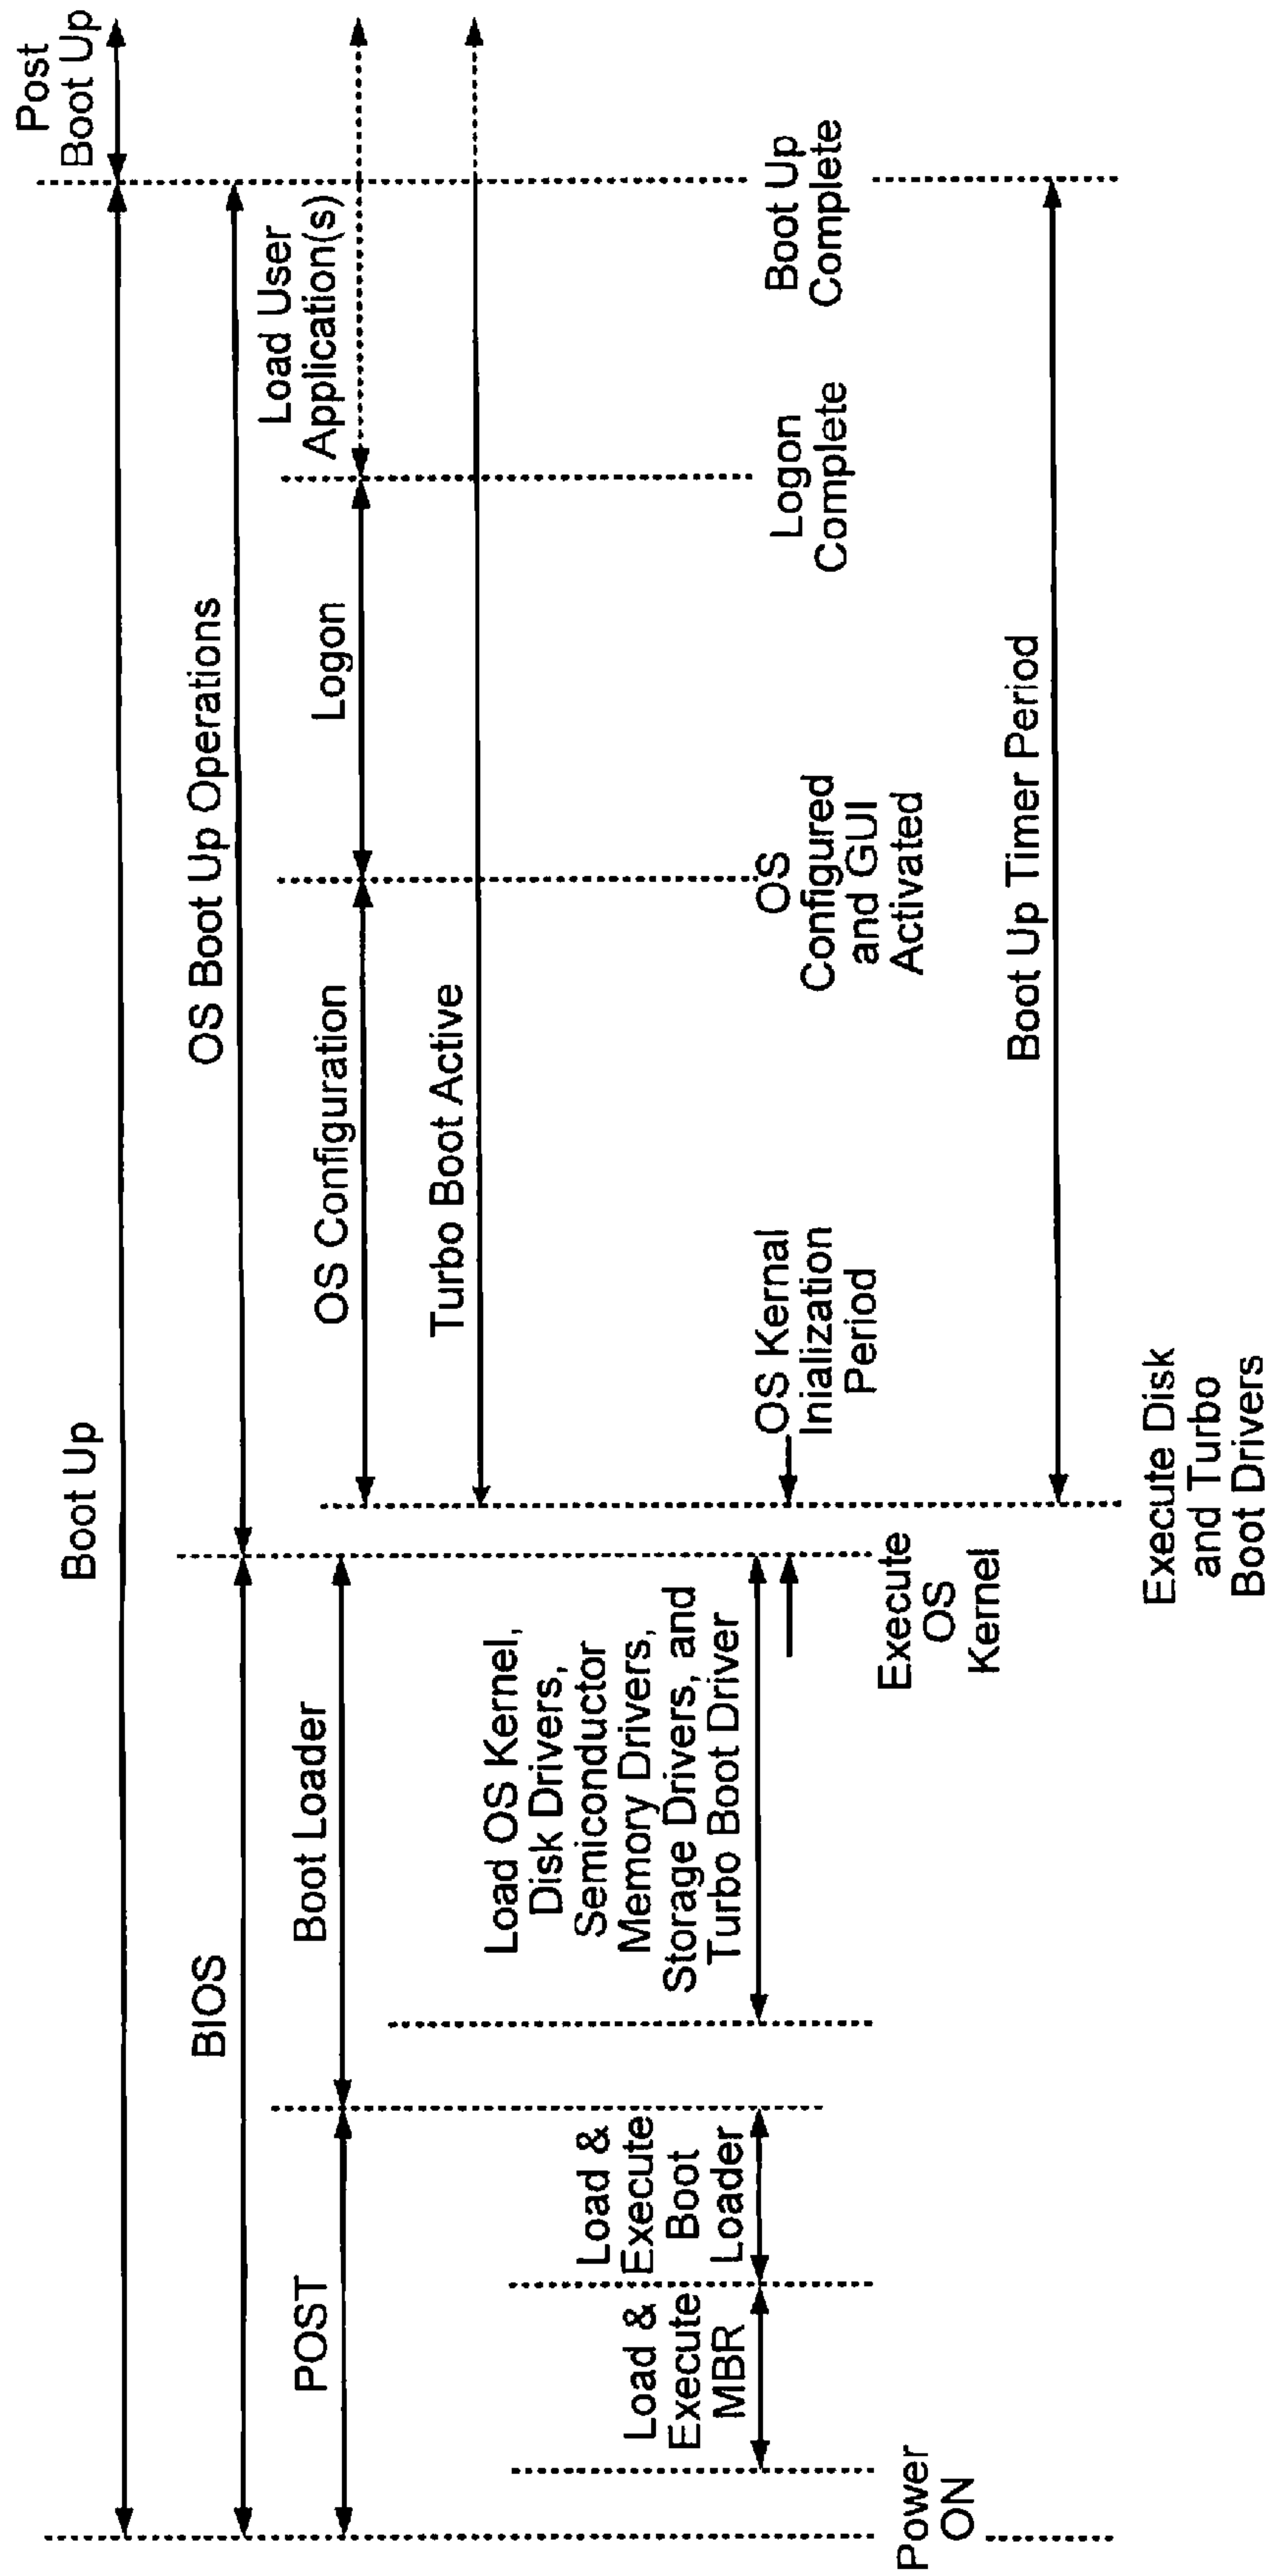 Boot Up
Post
Boot Up
BIOS
OS Boot Up Operations
POST
Boot Loader
OS Configuration
Logon
Load User
Application(s)
Turbo Boot Active
Load &
Execute
MBR
Load &
Execute
Boot
Loader
Load OS Kernel,
Disk Drivers,
Semiconductor
Memory Drivers,
Storage Drivers, and
Turbo Boot Driver
OS Kernal
Inialization
Period
OS
Configured
and GUI
Activated
Logon
Complete
Boot Up
Complete
Power
ON
Execute
OS
Kernel
Boot Up Timer Period
Execute Disk
and Turbo
Boot Drivers